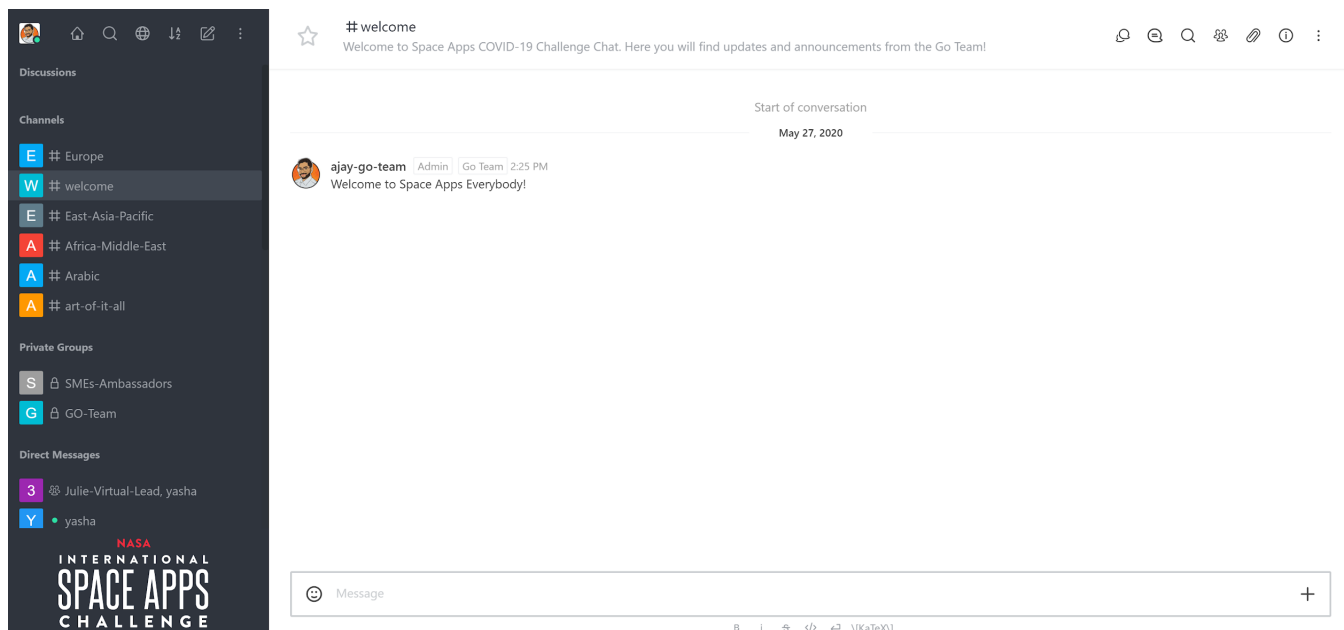 Discussions
Channels
E # Europe
W # welcome
E # East-Asia-Pacific
A # Africa-Middle-East
A # Arabic
A # art-of-it-all
Private Groups
S SMEs-Ambassadors
G GO-Team
Direct Messages
3 Julie-Virtual-Lead, yasha
Y yasha
NASA
INTERNATIONAL
SPACE APPS
CHALLENGE
# welcome
Welcome to Space Apps COVID-19 Challenge Chat. Here you will find updates and announcements from the Go Team!
Start of conversation
May 27, 2020
ajay-go-team Admin Go Team 2:25 PM
Welcome to Space Apps Everybody!
Message
B i S </> \[KaTeX\]